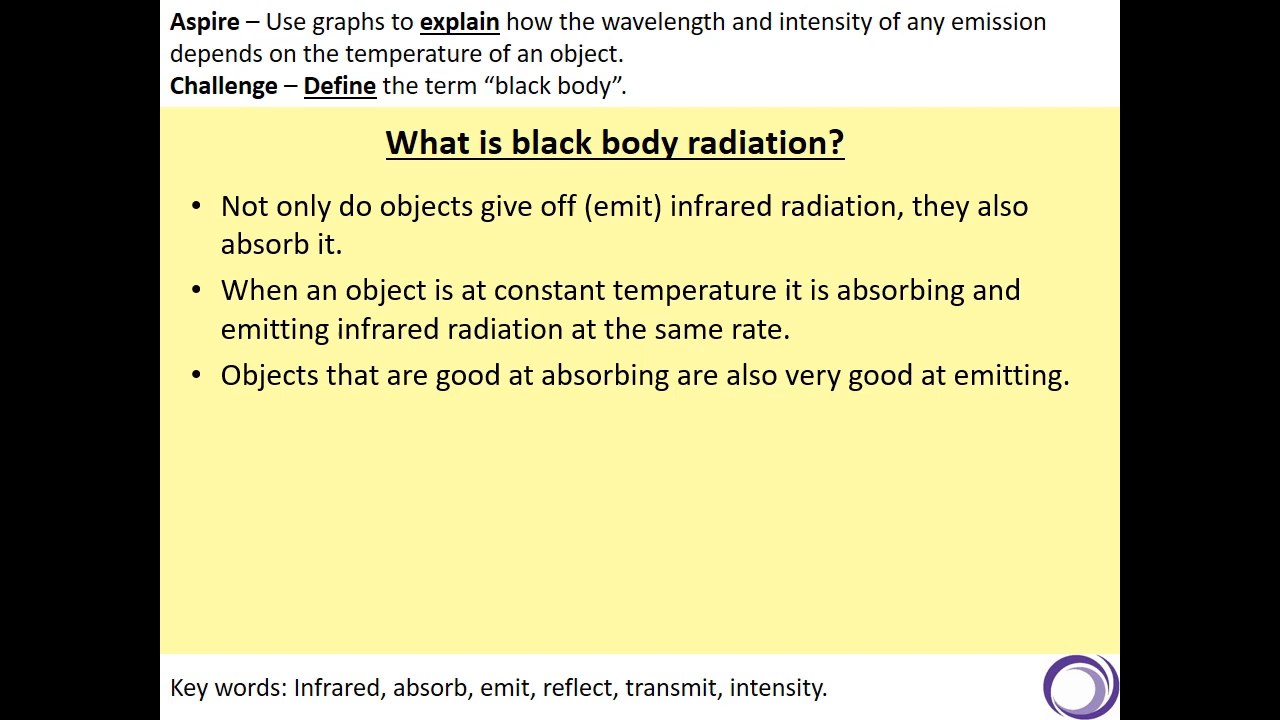 Aspire – Use graphs to explain how the wavelength and intensity of any emission
depends on the temperature of an object.
Challenge – Define the term “black body”.
What is black body radiation?
• Not only do objects give off (emit) infrared radiation, they also
absorb it.
• When an object is at constant temperature it is absorbing and
emitting infrared radiation at the same rate.
• Objects that are good at absorbing are also very good at emitting.
Key words: Infrared, absorb, emit, reflect, transmit, intensity.